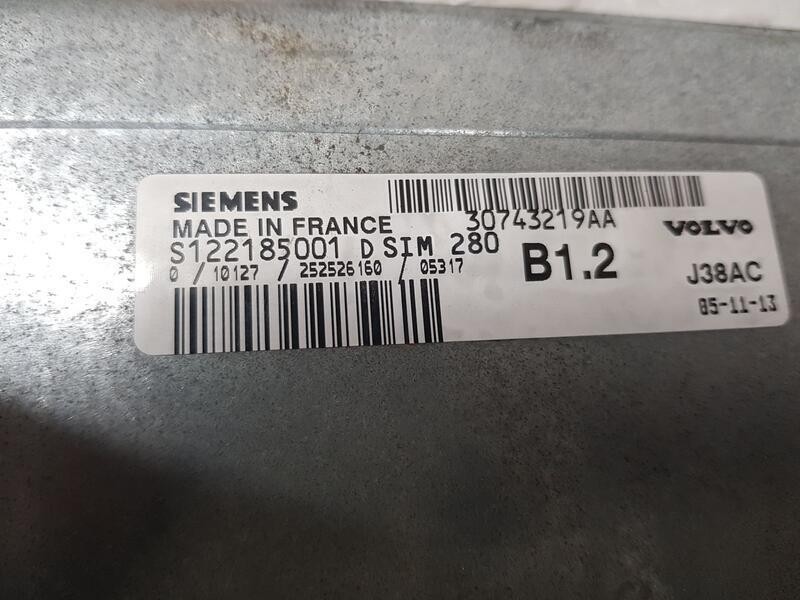 SIEMENS
MADE IN FRANCE
30743219AA
VOLVO
S122185001 D SIM 280
0 / 10127 / 252526160 / 05317
B1.2
J38AC
05-11-13